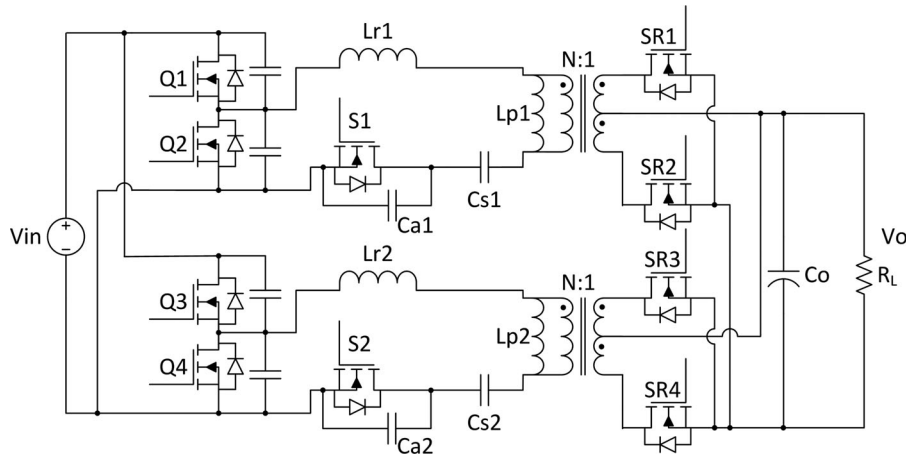 Lr1
SR1
N:1
Q1
Lp1
S1
Q2
SR2
Cs1
Ca1
Vin
+
−
Lr2
SR3
Vo
N:1
Co
RL
Q3
Lp2
S2
Q4
SR4
Cs2
Ca2